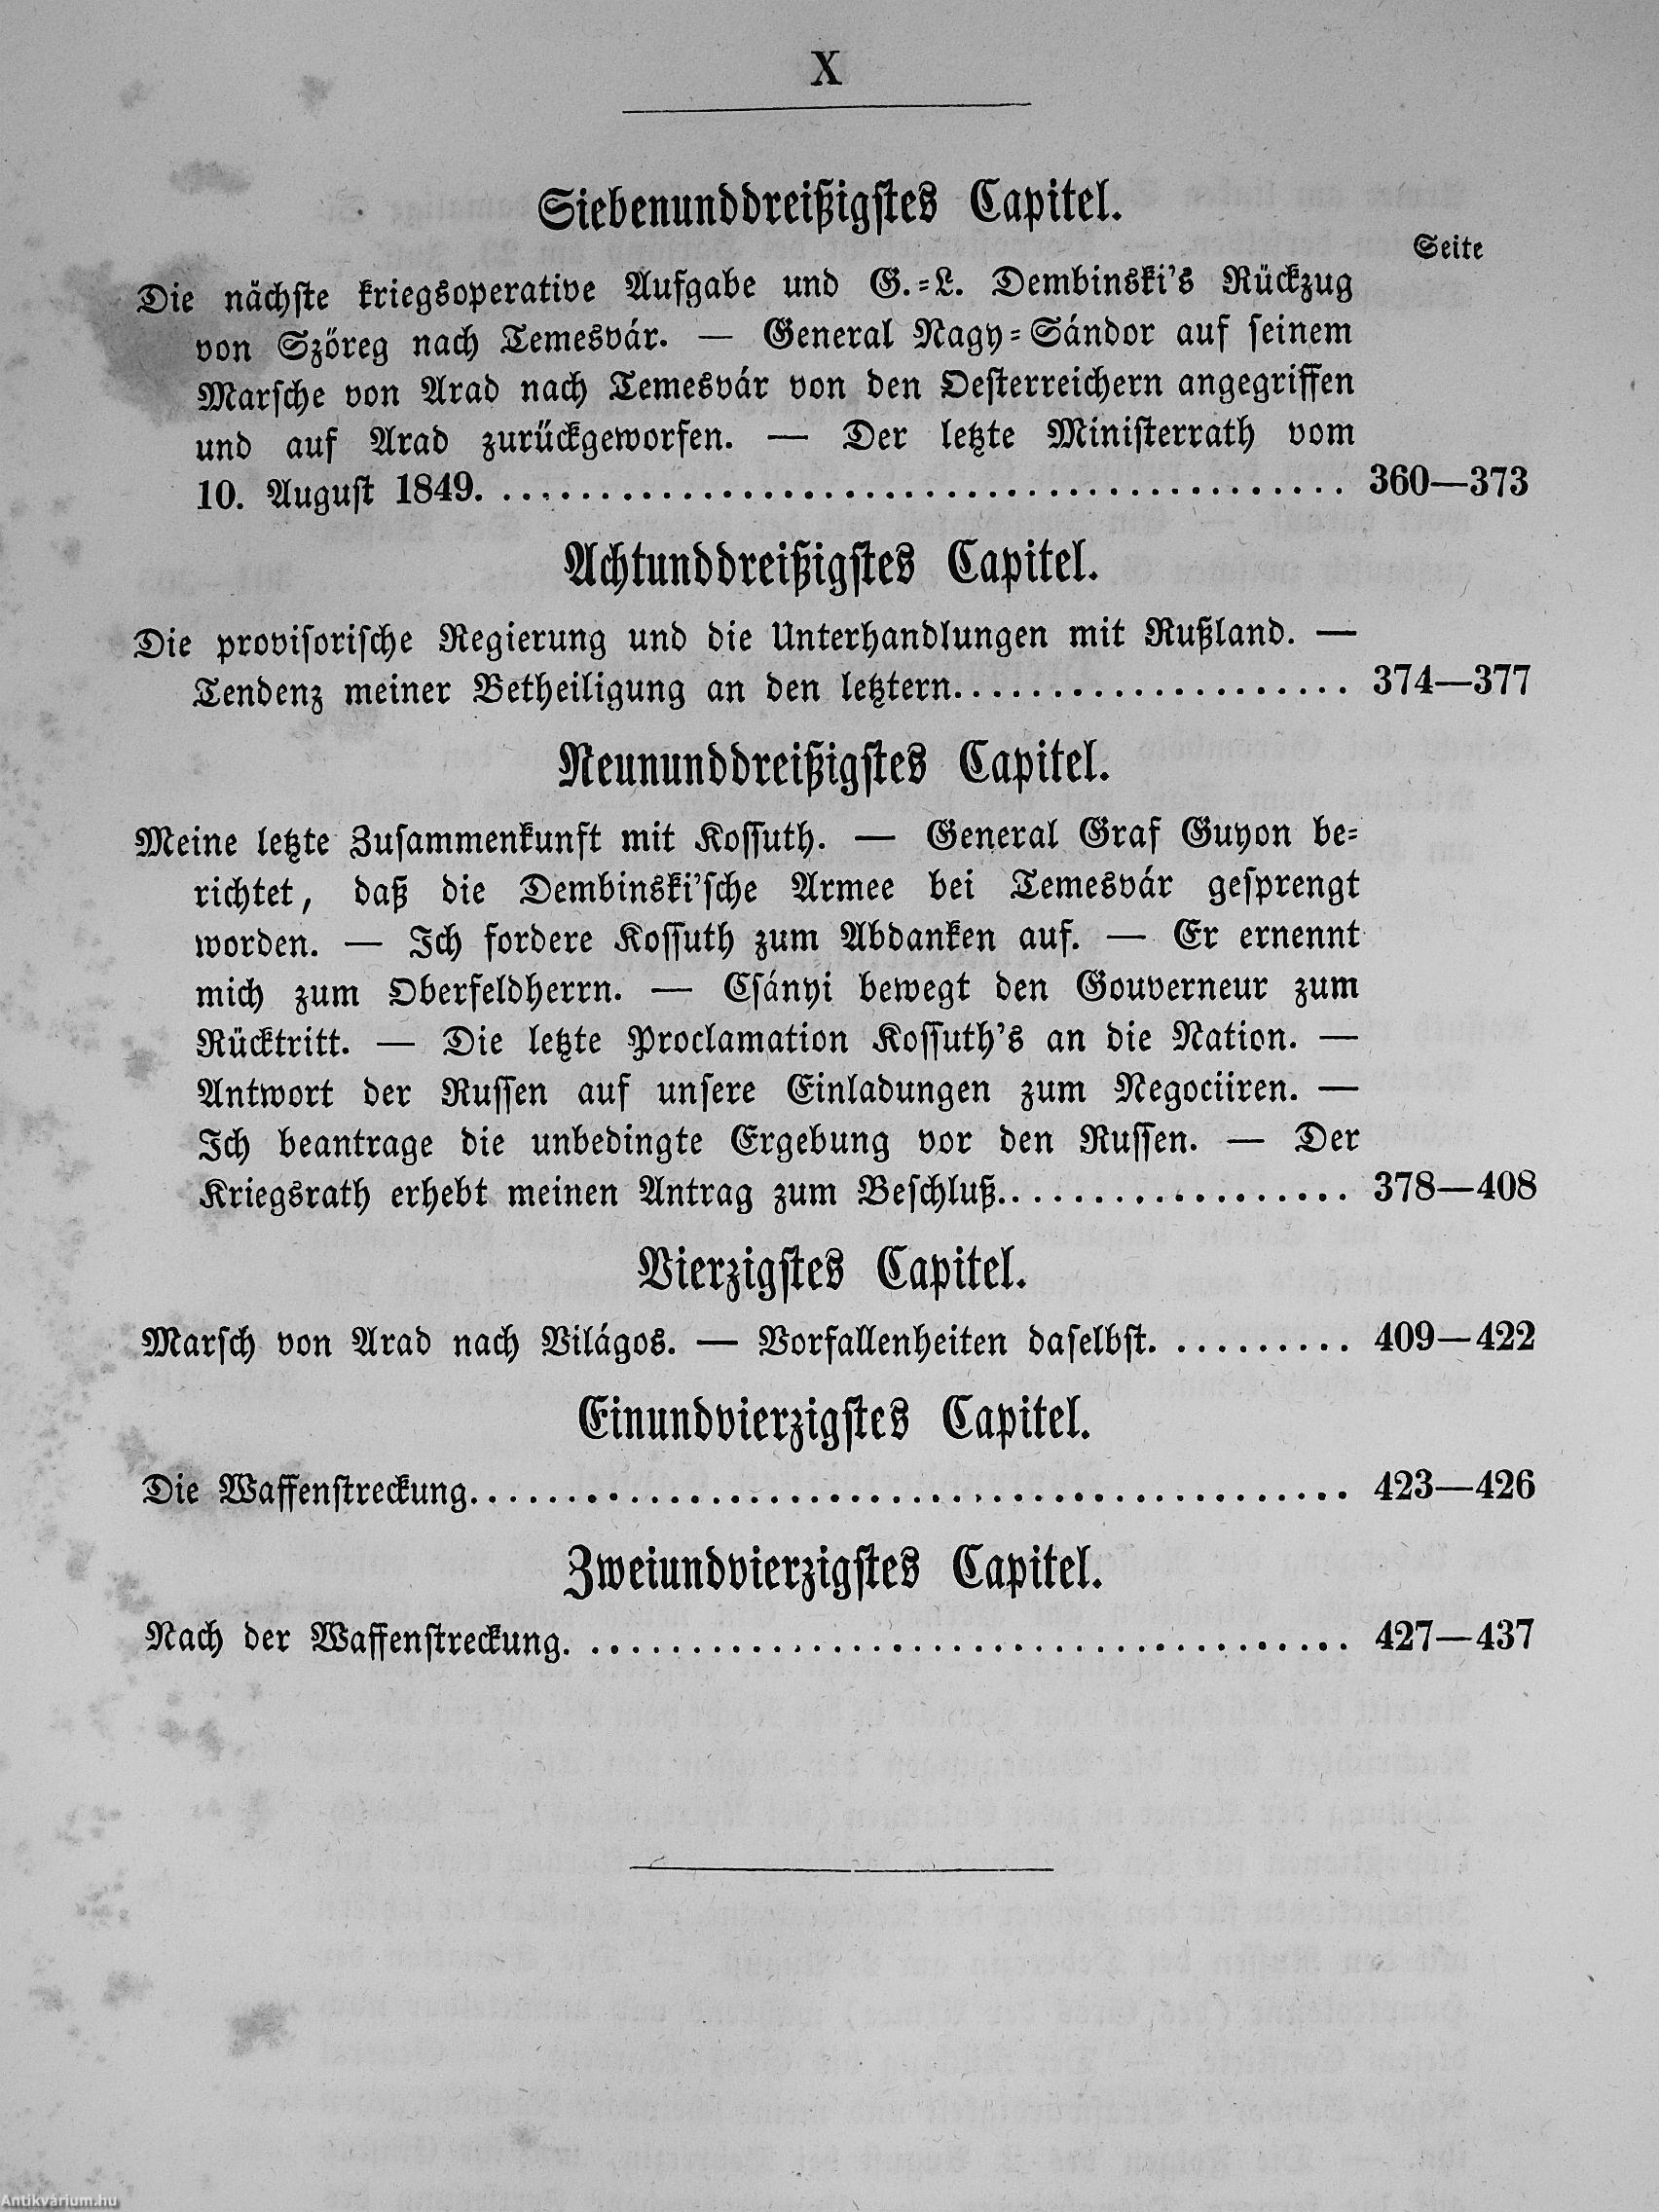 X
Siebenunddreißigstes Capitel.
Seite
Die nächste kriegsoperative Aufgabe und G.=L. Dembinski's Rückzug
von Szöreg nach Temesvár. — General Nagy=Sándor auf seinem
Marsche von Arad nach Temesvár von den Oesterreichern angegriffen
und auf Arad zurückgeworfen. — Der letzte Ministerrath vom
10. August 1849. ........................................ 360—373
Achtunddreißigstes Capitel.
Die provisorische Regierung und die Unterhandlungen mit Rußland. —
Tendenz meiner Betheiligung an den letztern................... 374—377
Neununddreißigstes Capitel.
Meine letzte Zusammenkunft mit Kossuth. — General Graf Guyon be=
richtet, daß die Dembinski'sche Armee bei Temesvár gesprengt
worden. — Ich fordere Kossuth zum Abdanken auf. — Er ernennt
mich zum Oberfeldherrn. — Csányi bewegt den Gouverneur zum
Rücktritt. — Die letzte Proclamation Kossuth's an die Nation. —
Antwort der Russen auf unsere Einladungen zum Negociiren. —
Ich beantrage die unbedingte Ergebung vor den Russen. — Der
Kriegsrath erhebt meinen Antrag zum Beschluß................. 378—408
Vierzigstes Capitel.
Marsch von Arad nach Világos. — Vorfallenheiten daselbst. ......... 409—422
Einundvierzigstes Capitel.
Die Waffenstreckung.......................................... 423—426
Zweiundvierzigstes Capitel.
Nach der Waffenstreckung. .................................... 427—437
Antikvárium.hu